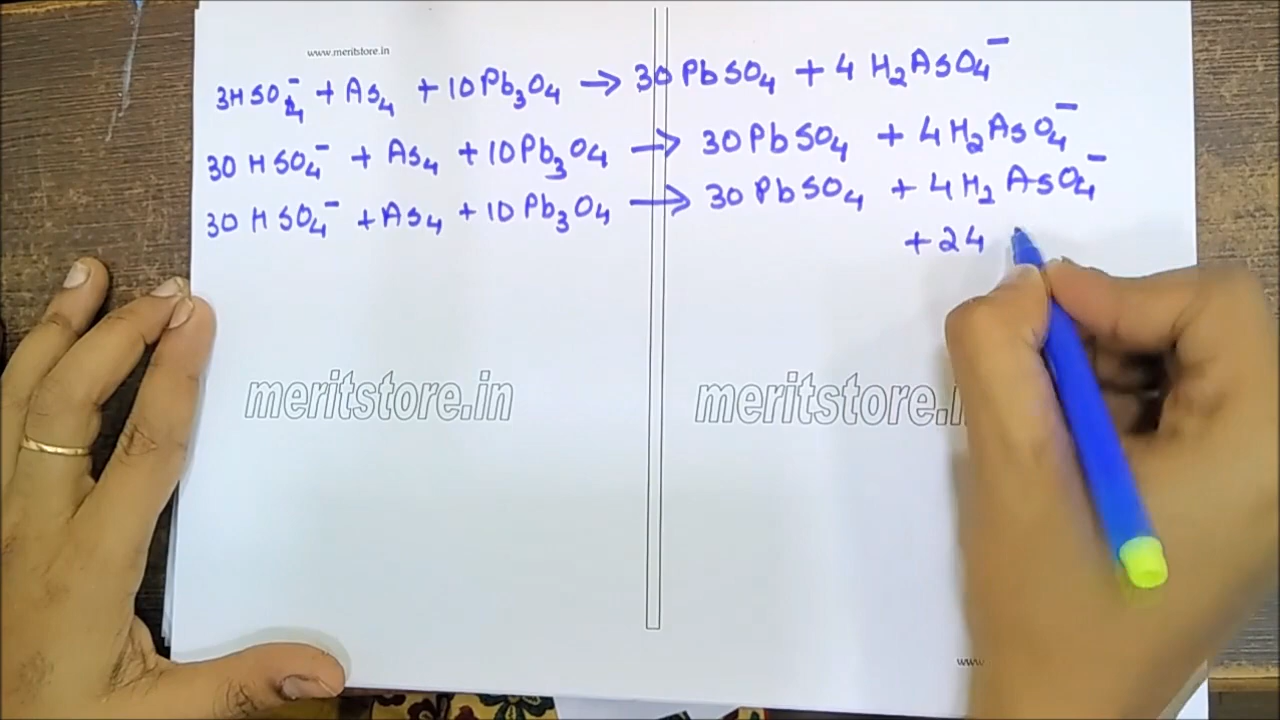 www.meritstore.in
3HSO₄⁻ + As₄ + 10Pb₃O₄ → 30PbSO₄ + 4H₂AsO₄⁻
30HSO₄⁻ + As₄ + 10Pb₃O₄ → 30PbSO₄ + 4H₂AsO₄⁻
30HSO₄⁻ + As₄ + 10Pb₃O₄ → 30PbSO₄ + 4H₂AsO₄⁻
+ 24
meritstore.in meritstore.
www